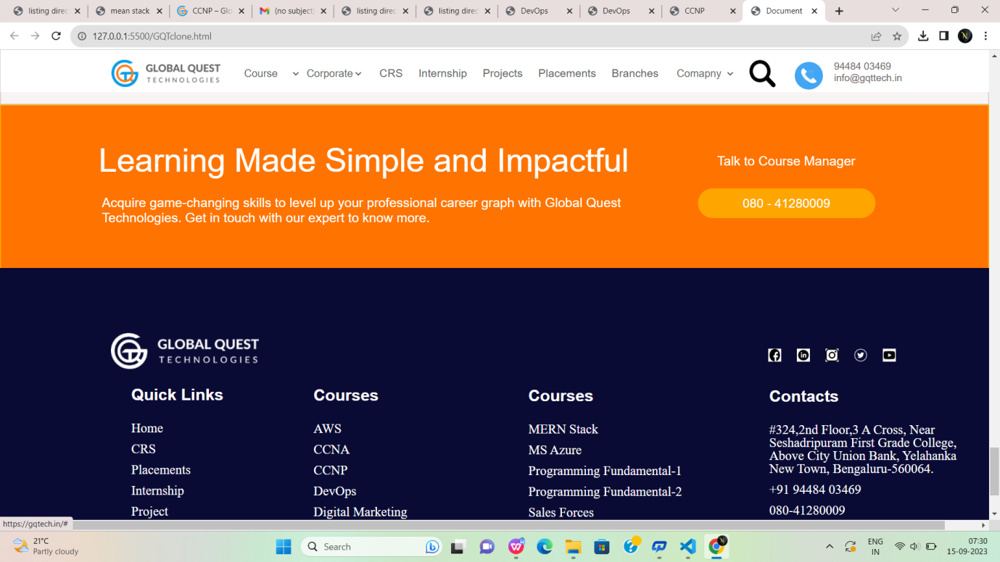 listing direc
mean stack
CCNP – Glo
(no subject)
listing direc
listing direc
DevOps
DevOps
CCNP
Document
127.0.0.1:5500/GQTclone.html
GLOBAL QUEST
TECHNOLOGIES
Course
Corporate
CRS
Internship
Projects
Placements
Branches
Comapny
94484 03469
info@gqttech.in
Learning Made Simple and Impactful
Acquire game-changing skills to level up your professional career graph with Global Quest
Technologies. Get in touch with our expert to know more.
Talk to Course Manager
080 - 41280009
GLOBAL QUEST
TECHNOLOGIES
Quick Links
Home
CRS
Placements
Internship
Project
Courses
AWS
CCNA
CCNP
DevOps
Digital Marketing
Courses
MERN Stack
MS Azure
Programming Fundamental-1
Programming Fundamental-2
Sales Forces
Contacts
#324,2nd Floor,3 A Cross, Near
Seshadripuram First Grade College,
Above City Union Bank, Yelahanka
New Town, Bengaluru-560064.
+91 94484 03469
080-41280009
https://gqtech.in/#
21°C
Partly cloudy
Search
ENG
IN
07:30
15-09-2023